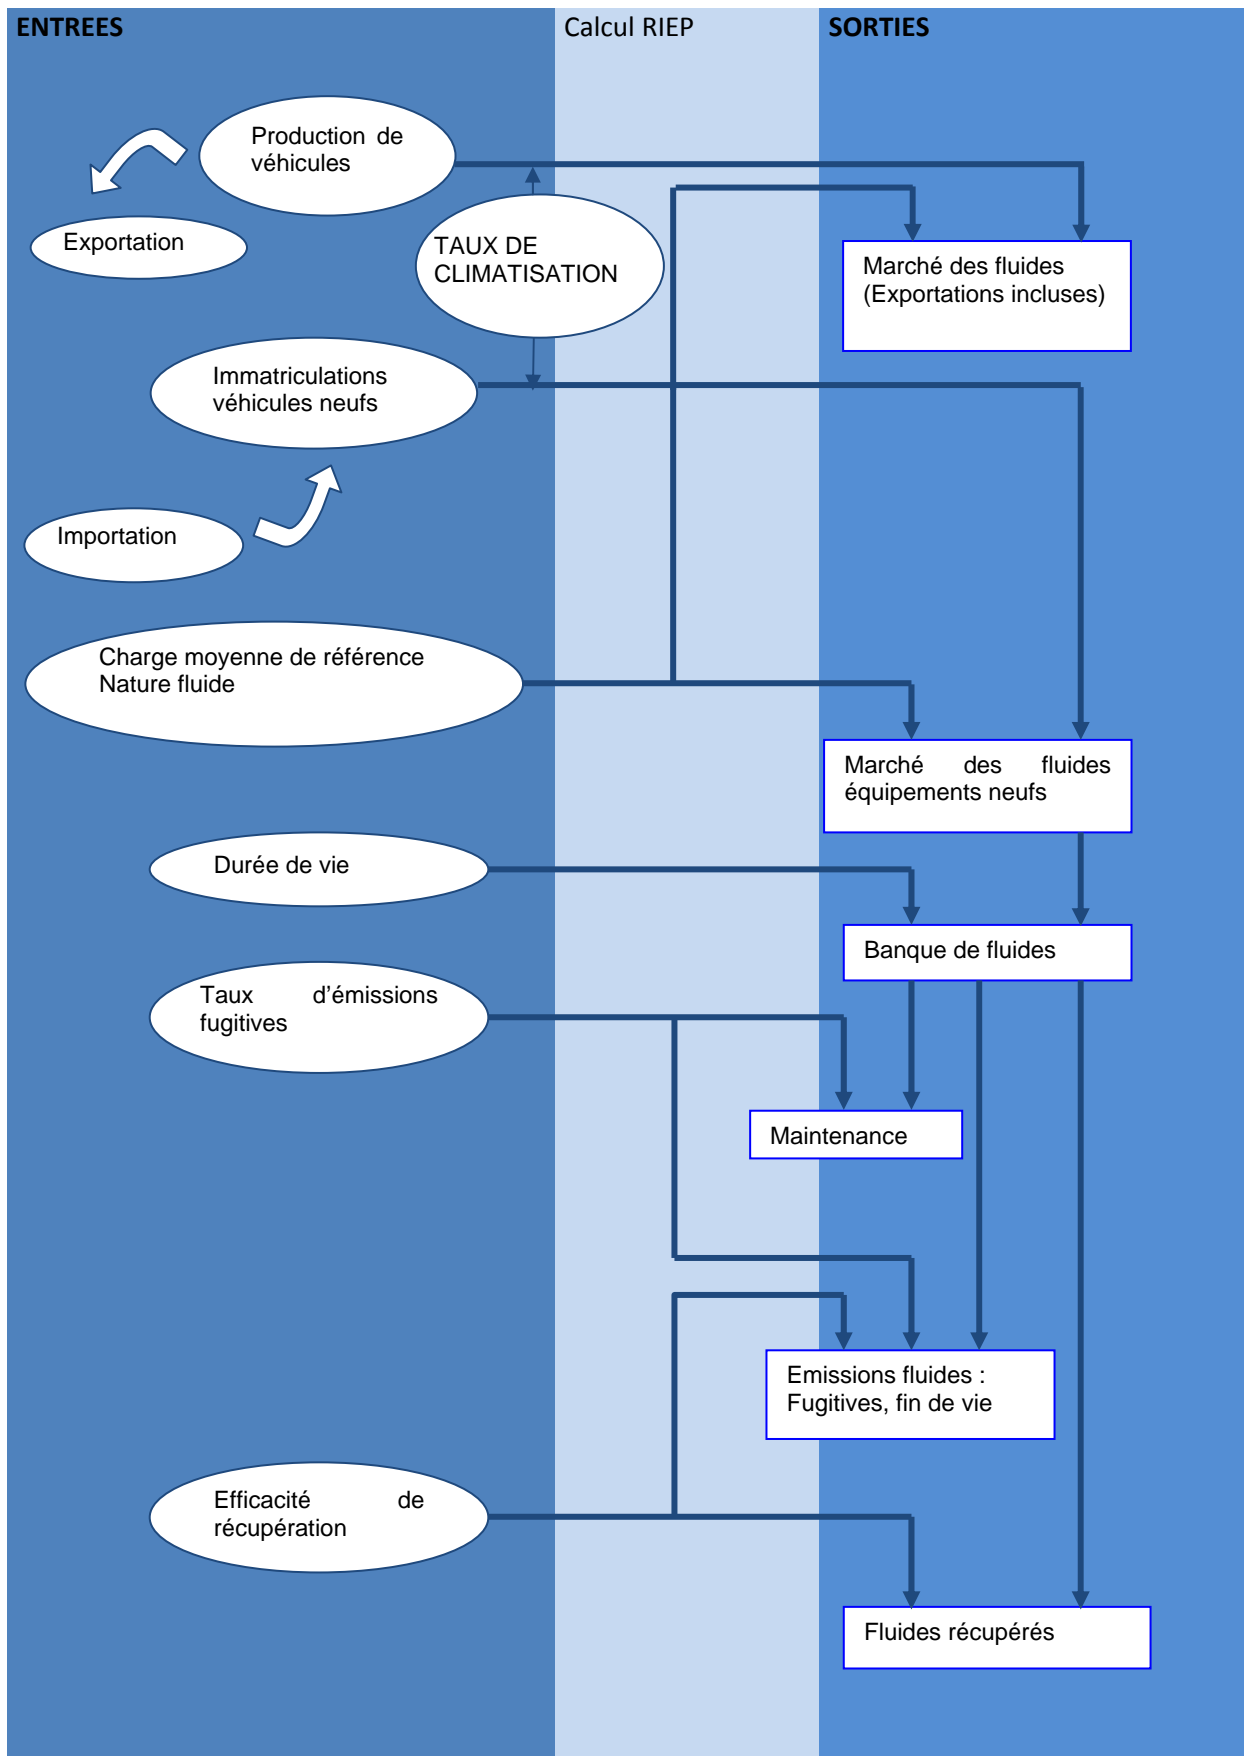 ENTREES
Calcul RIEP
SORTIES
Production de
véhicules
Exportation
TAUX DE
CLIMATISATION
Marché des fluides
(Exportations incluses)
Immatriculations
véhicules neufs
Importation
Charge moyenne de référence
Nature fluide
Marché des fluides
équipements neufs
Durée de vie
Banque de fluides
Taux d'émissions
fugitives
Maintenance
Emissions fluides :
Fugitives, fin de vie
Efficacité de
récupération
Fluides récupérés